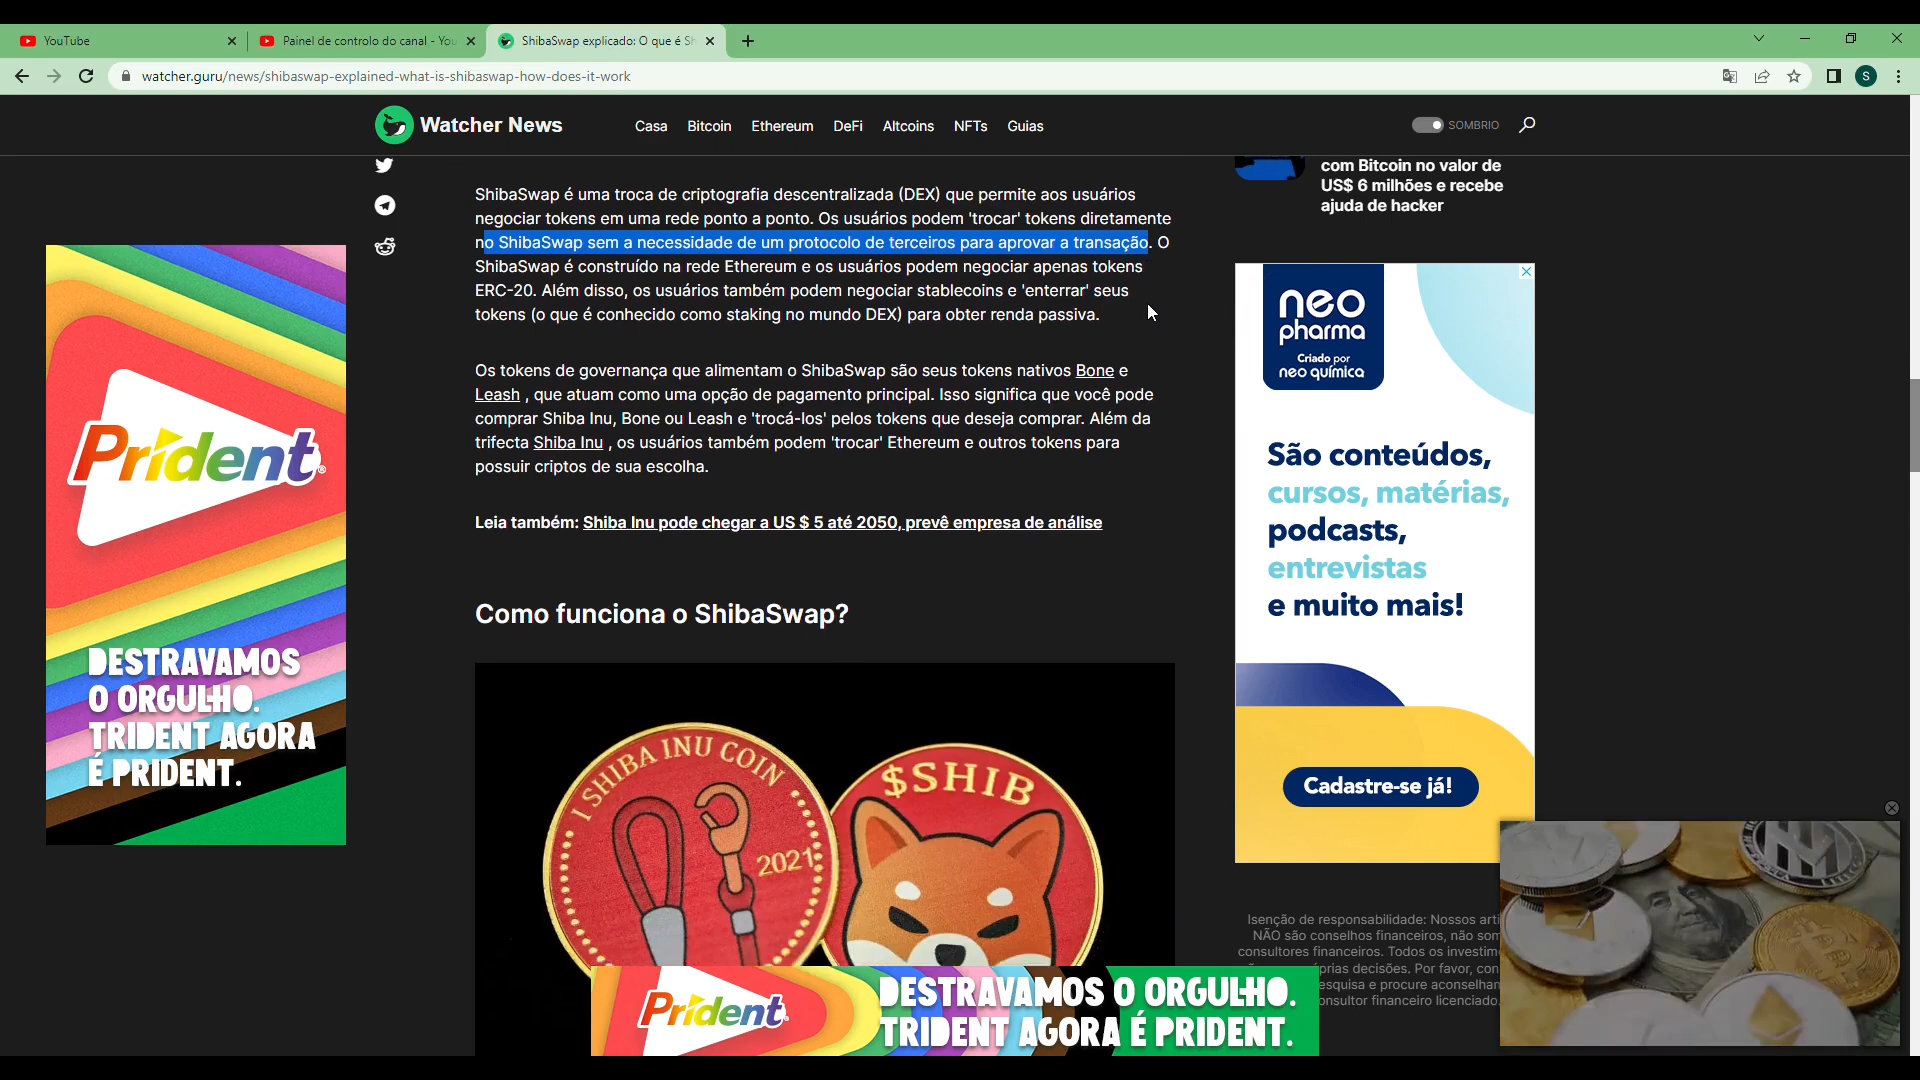 YouTube
Painel de controlo do canal - You
ShibaSwap explicado: O que é Sh
watcher.guru/news/shibaswap-explained-what-is-shibaswap-how-does-it-work
S
Watcher News
Casa Bitcoin Ethereum DeFi Altcoins NFTs Guias
SOMBRIO
ShibaSwap é uma troca de criptografia descentralizada (DEX) que permite aos usuários
negociar tokens em uma rede ponto a ponto. Os usuários podem 'trocar' tokens diretamente
no ShibaSwap sem a necessidade de um protocolo de terceiros para aprovar a transação. O
ShibaSwap é construído na rede Ethereum e os usuários podem negociar apenas tokens
ERC-20. Além disso, os usuários também podem negociar stablecoins e 'enterrar' seus
tokens (o que é conhecido como staking no mundo DEX) para obter renda passiva.
Os tokens de governança que alimentam o ShibaSwap são seus tokens nativos Bone e
Leash , que atuam como uma opção de pagamento principal. Isso significa que você pode
comprar Shiba Inu, Bone ou Leash e 'trocá-los' pelos tokens que deseja comprar. Além da
trifecta Shiba Inu , os usuários também podem 'trocar' Ethereum e outros tokens para
possuir criptos de sua escolha.
Leia também: Shiba Inu pode chegar a US $ 5 até 2050, prevê empresa de análise
Como funciona o ShibaSwap?
1 SHIBA INU COIN
2021
$SHIB
Prident
DESTRAVAMOS
O ORGULHO.
TRIDENT AGORA
É PRIDENT.
com Bitcoin no valor de
US$ 6 milhões e recebe
ajuda de hacker
neo
pharma
Criado por
neo química
São conteúdos,
cursos, matérias,
podcasts,
entrevistas
e muito mais!
Cadastre-se já!
Isenção de responsabilidade: Nossos arti
NÃO são conselhos financeiros, não som
consultores financeiros. Todos os investim
prias decisões. Por favor, con
esquisa e procure aconselhan
onsultor financeiro licenciado.
Prident
DESTRAVAMOS O ORGULHO.
TRIDENT AGORA É PRIDENT.